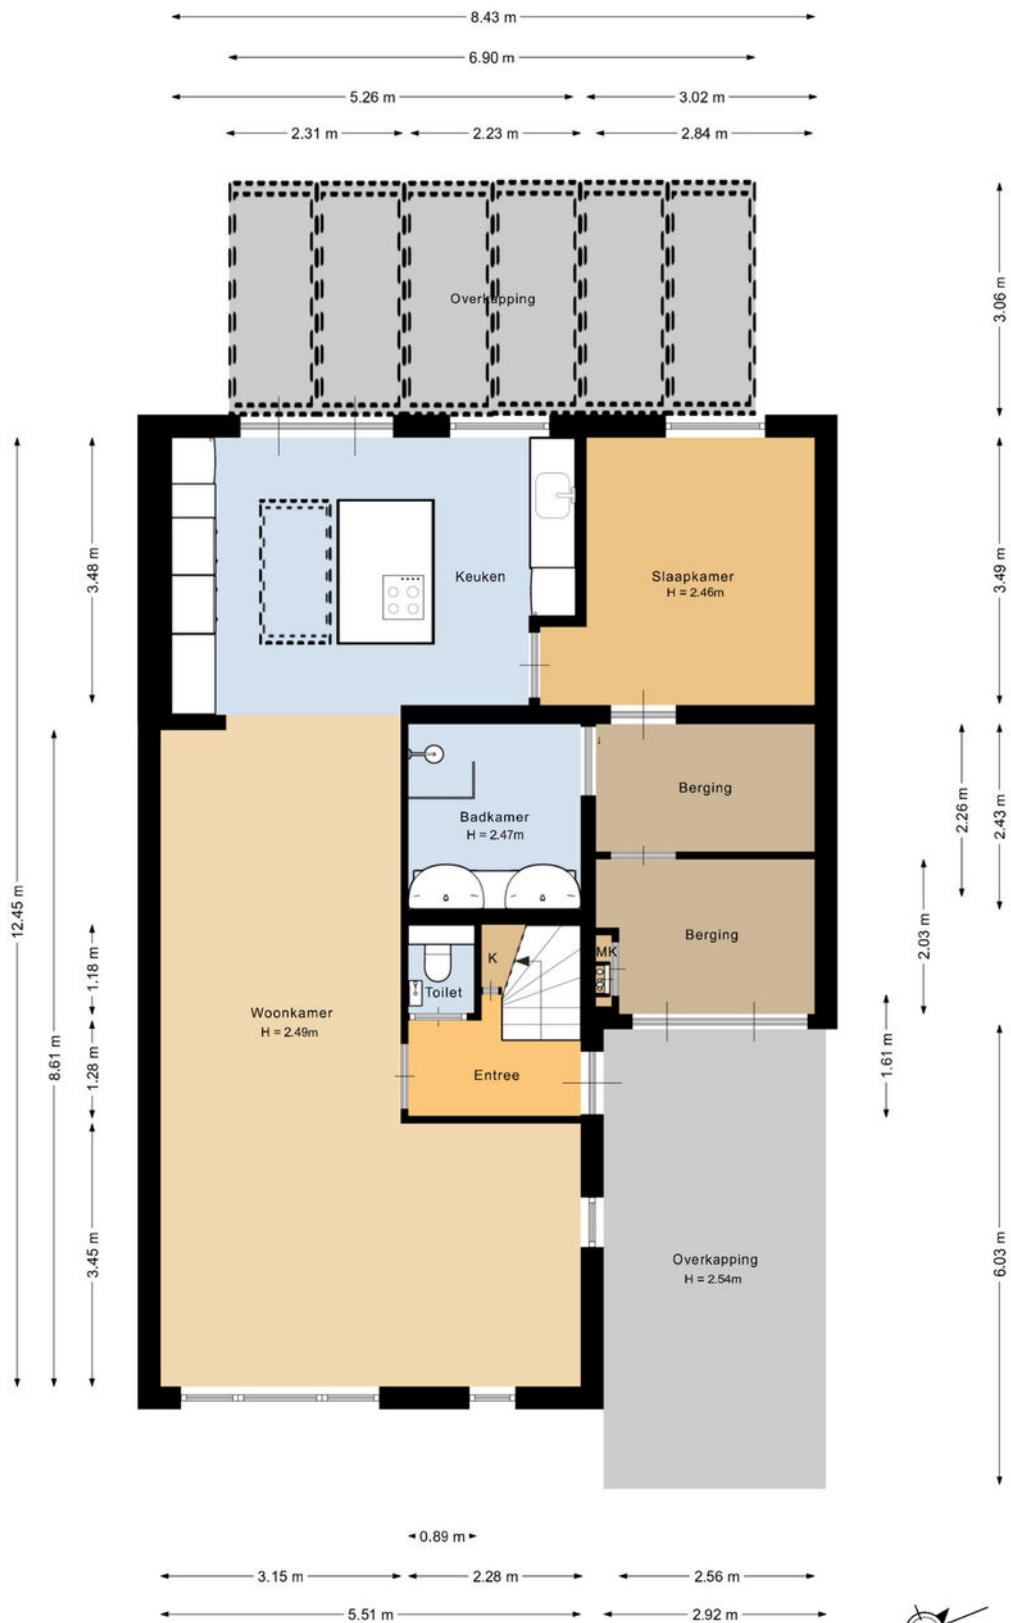 8.43 m
6.90 m
5.26 m
3.02 m
2.31 m
2.23 m
2.84 m
Overkapping
3.06 m
3.48 m
Keuken
Slaapkamer
H = 2.46m
3.49 m
12.45 m
8.61 m
Badkamer
H = 2.47m
Berging
2.26 m
2.43 m
1.18 m
K
MK
Berging
2.03 m
Toilet
Woonkamer
H = 2.49m
1.28 m
Entree
1.61 m
3.45 m
Overkapping
H = 2.54m
6.03 m
0.89 m
3.15 m
2.28 m
2.56 m
5.51 m
2.92 m